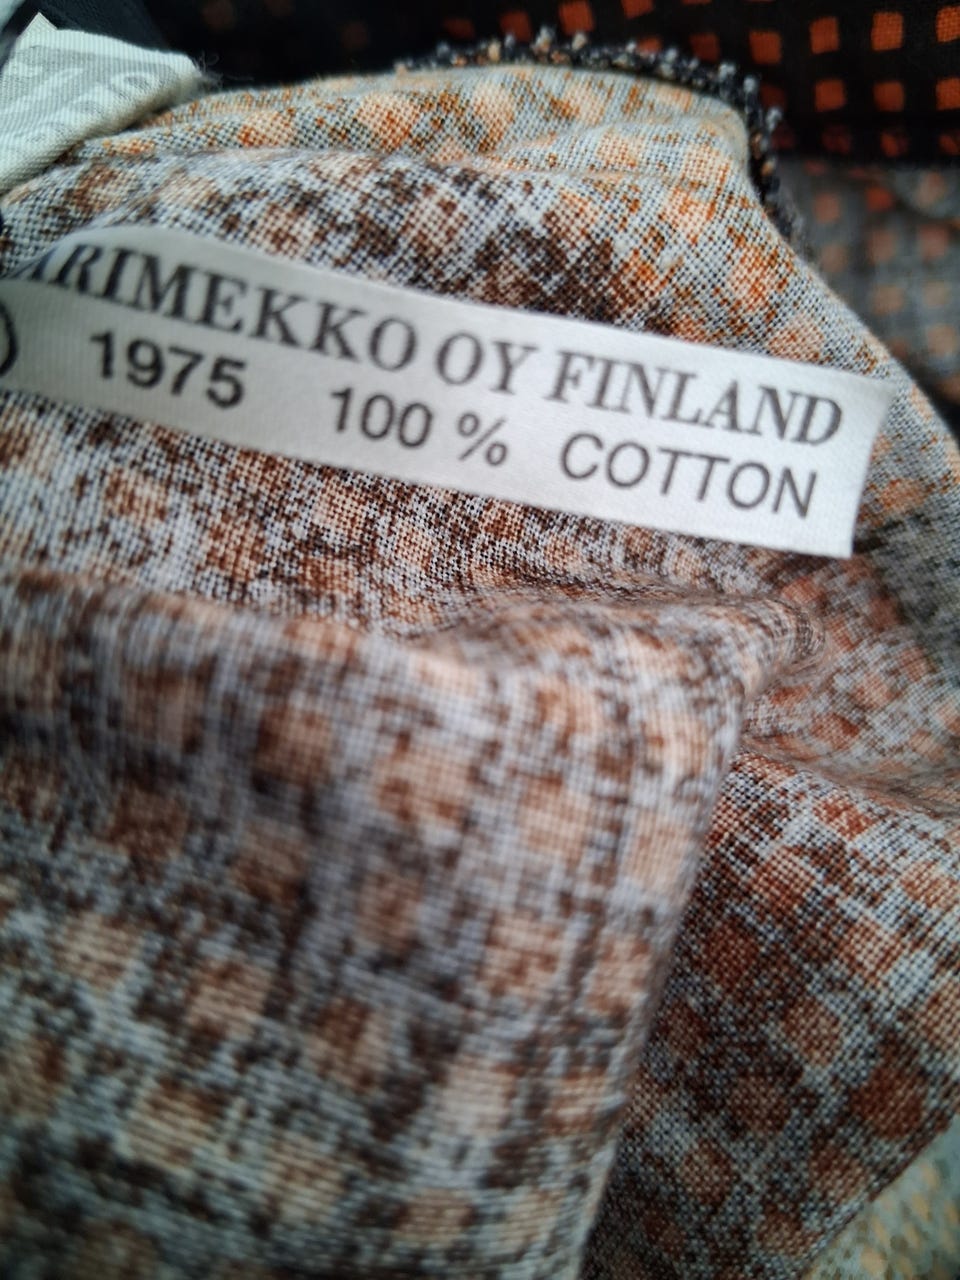 ARIMEKKO OY FINLAND
) 1975 100 % COTTON